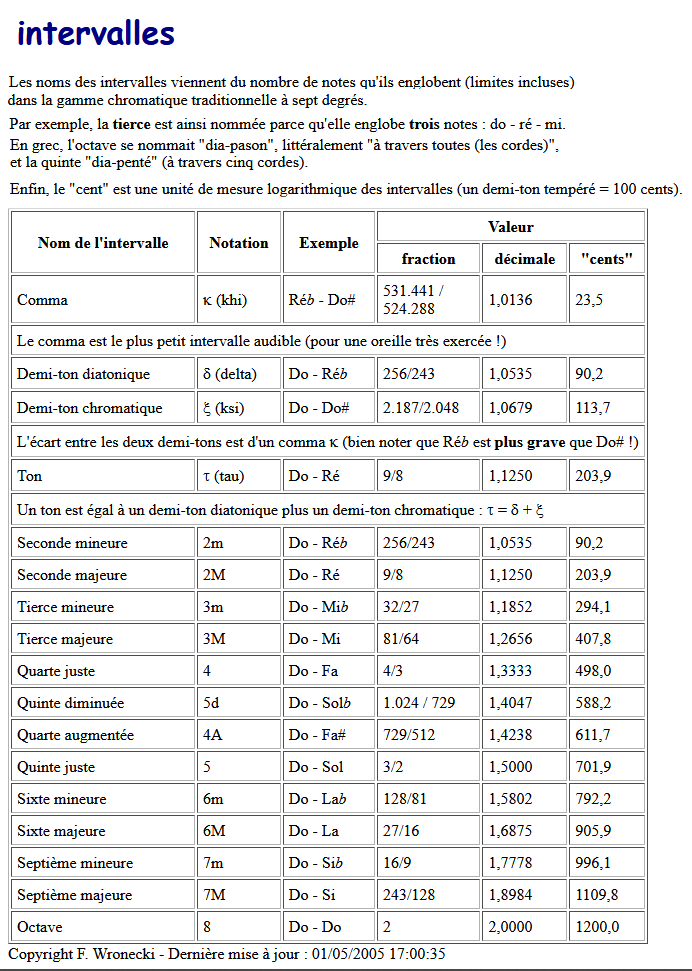 intervalles
Les noms des intervalles viennent du nombre de notes qu'ils englobent (limites incluses)
dans la gamme chromatique traditionnelle à sept degrés.
Par exemple, la tierce est ainsi nommée parce qu'elle englobe trois notes : do - ré - mi.
En grec, l'octave se nommait "dia-pason", littéralement "à travers toutes (les cordes)",
et la quinte "dia-penté" (à travers cinq cordes).
Enfin, le "cent" est une unité de mesure logarithmique des intervalles (un demi-ton tempéré = 100 cents).
Nom de l'intervalle Notation Exemple Valeur
fraction décimale "cents"
Comma κ (khi) Réb - Do# 531.441 / 524.288 1,0136 23,5
Le comma est le plus petit intervalle audible (pour une oreille très exercée !)
Demi-ton diatonique δ (delta) Do - Réb 256/243 1,0535 90,2
Demi-ton chromatique ξ (ksi) Do - Do# 2.187/2.048 1,0679 113,7
L'écart entre les deux demi-tons est d'un comma κ (bien noter que Réb est plus grave que Do# !)
Ton τ (tau) Do - Ré 9/8 1,1250 203,9
Un ton est égal à un demi-ton diatonique plus un demi-ton chromatique : τ = δ + ξ
Seconde mineure 2m Do - Réb 256/243 1,0535 90,2
Seconde majeure 2M Do - Ré 9/8 1,1250 203,9
Tierce mineure 3m Do - Mib 32/27 1,1852 294,1
Tierce majeure 3M Do - Mi 81/64 1,2656 407,8
Quarte juste 4 Do - Fa 4/3 1,3333 498,0
Quinte diminuée 5d Do - Solb 1.024 / 729 1,4047 588,2
Quarte augmentée 4A Do - Fa# 729/512 1,4238 611,7
Quinte juste 5 Do - Sol 3/2 1,5000 701,9
Sixte mineure 6m Do - Lab 128/81 1,5802 792,2
Sixte majeure 6M Do - La 27/16 1,6875 905,9
Septième mineure 7m Do - Sib 16/9 1,7778 996,1
Septième majeure 7M Do - Si 243/128 1,8984 1109,8
Octave 8 Do - Do 2 2,0000 1200,0
Copyright F. Wronecki - Dernière mise à jour : 01/05/2005 17:00:35